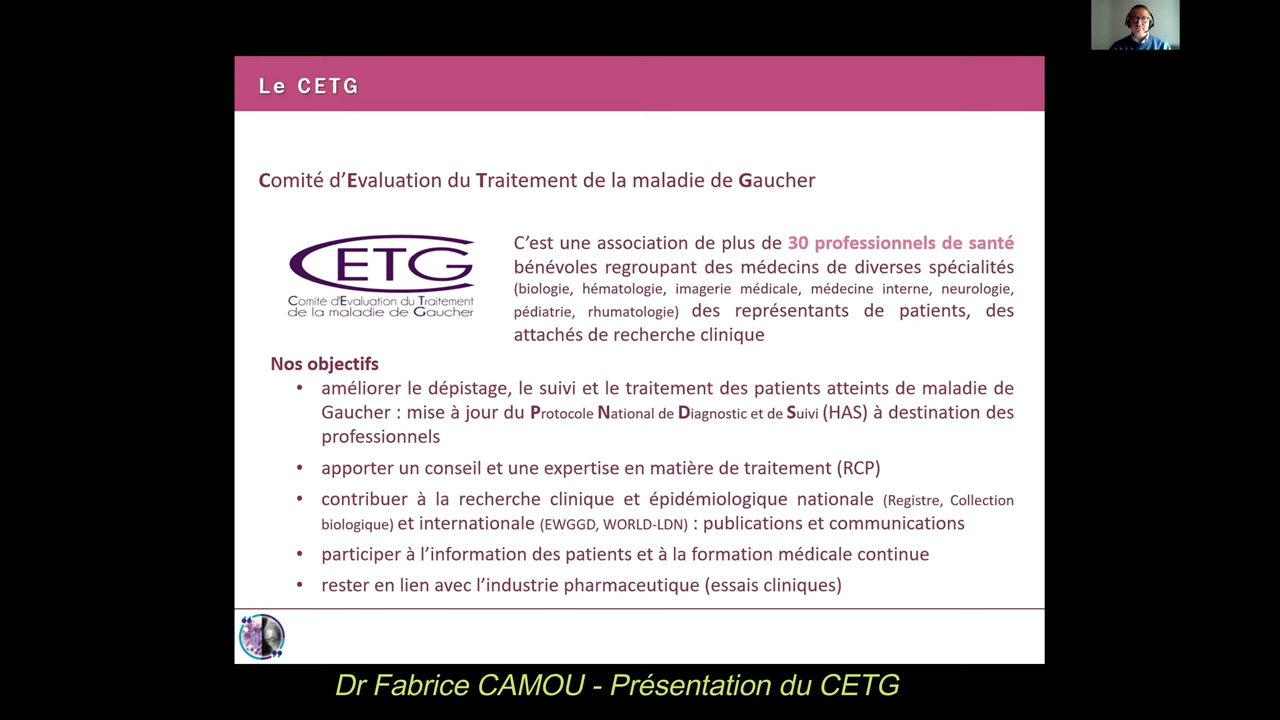 Le CETG
Comité d'Evaluation du Traitement de la maladie de Gaucher
CETG
Comité d'Evaluation du Traitement
de la maladie de Gaucher
C'est une association de plus de 30 professionnels de santé
bénévoles regroupant des médecins de diverses spécialités
(biologie, hématologie, imagerie médicale, médecine interne, neurologie,
pédiatrie, rhumatologie) des représentants de patients, des
attachés de recherche clinique
Nos objectifs
• améliorer le dépistage, le suivi et le traitement des patients atteints de maladie de
Gaucher : mise à jour du Protocole National de Diagnostic et de Suivi (HAS) à destination des
professionnels
• apporter un conseil et une expertise en matière de traitement (RCP)
• contribuer à la recherche clinique et épidémiologique nationale (Registre, Collection
biologique) et internationale (EWGGD, WORLD-LDN) : publications et communications
• participer à l'information des patients et à la formation médicale continue
• rester en lien avec l'industrie pharmaceutique (essais cliniques)
Dr Fabrice CAMOU - Présentation du CETG